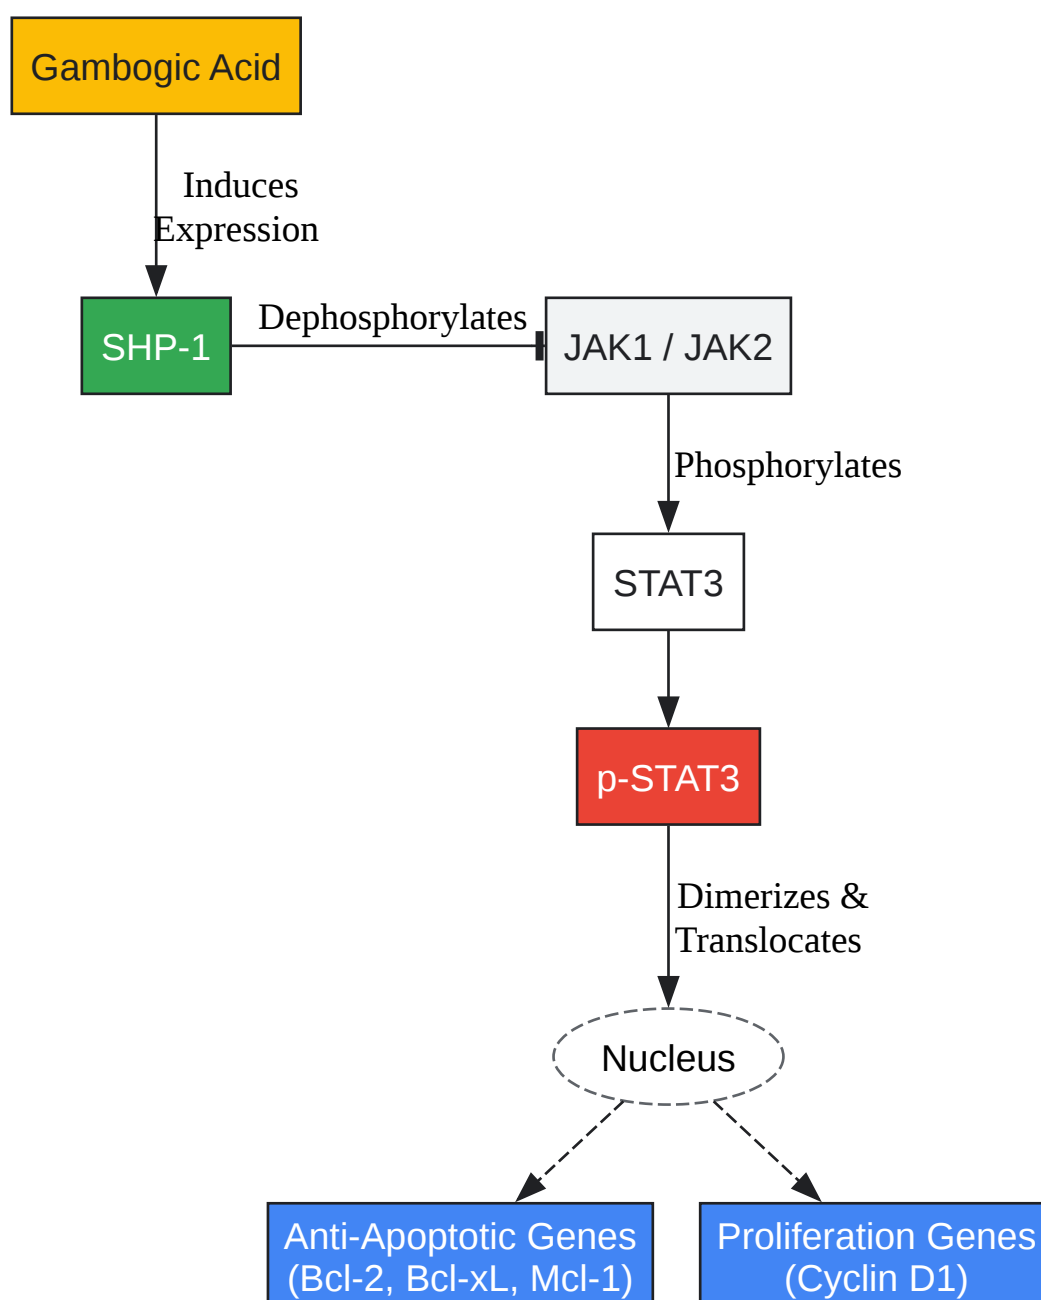 Gambogic Acid
Induces
Expression
SHP-1
Dephosphorylates
JAK1 / JAK2
Phosphorylates
STAT3
p-STAT3
Dimerizes &
Translocates
Nucleus
Anti-Apoptotic Genes
(Bcl-2, Bcl-xL, Mcl-1)
Proliferation Genes
(Cyclin D1)